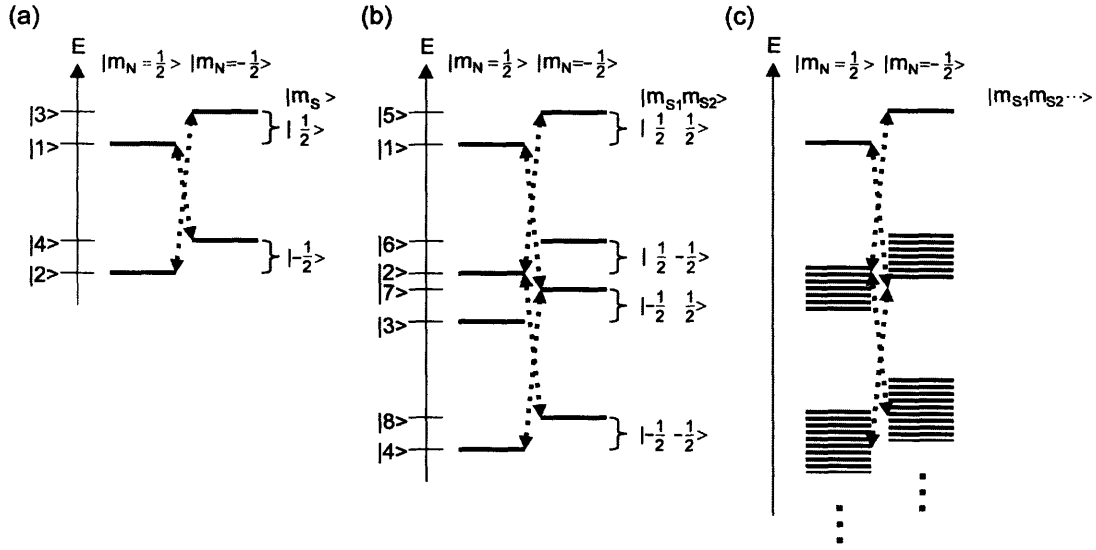 (a)
E
|m_N = 1/2 > |m_N = -1/2 >
|m_S >
|3>
|1/2 >
|1>
|4>
|-1/2 >
|2>
(b)
E
|m_N = 1/2 > |m_N = -1/2 >
|m_S1 m_S2 >
|5>
|1/2 1/2 >
|1>
|6>
|1/2 -1/2 >
|2>
|7>
|-1/2 1/2 >
|3>
|8>
|-1/2 -1/2 >
|4>
(c)
E
|m_N = 1/2 > |m_N = -1/2 >
|m_S1 m_S2 ⋯>